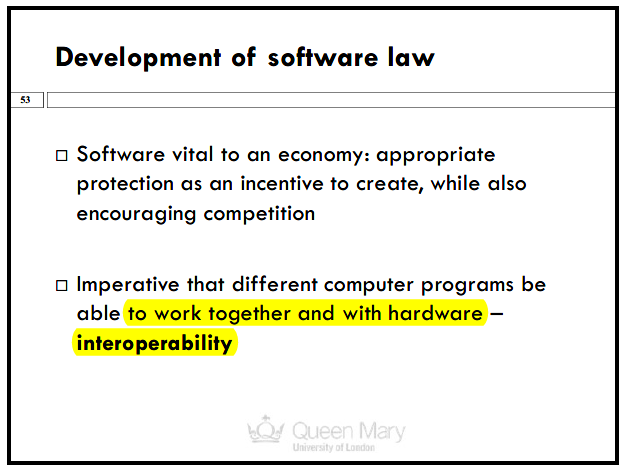 Development of software law
53
□ Software vital to an economy: appropriate
protection as an incentive to create, while also
encouraging competition
□ Imperative that different computer programs be
able to work together and with hardware –
interoperability
Queen Mary
University of London